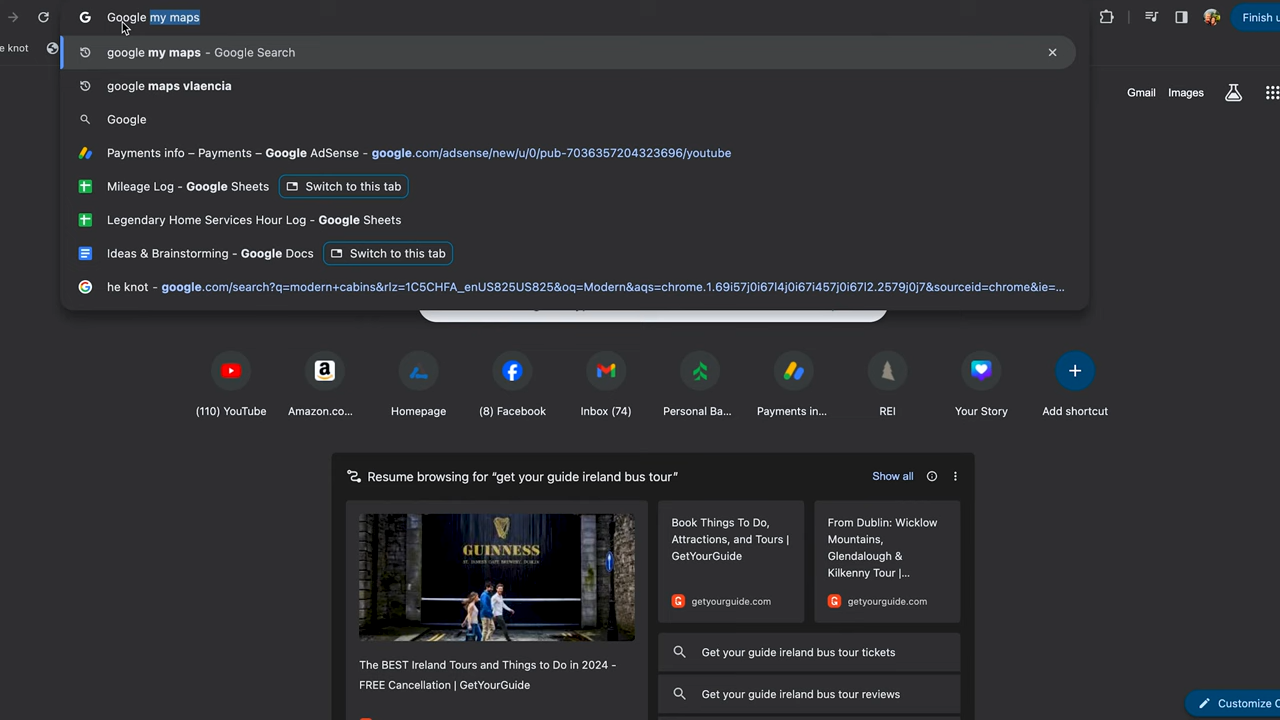 Google my maps
Finish u
e knot
google my maps - Google Search
google maps vlaencia
Gmail
Images
Google
Payments info – Payments – Google AdSense - google.com/adsense/new/u/0/pub-7036357204323696/youtube
Mileage Log - Google Sheets
Switch to this tab
Legendary Home Services Hour Log - Google Sheets
Ideas & Brainstorming - Google Docs
Switch to this tab
he knot - google.com/search?q=modern+cabins&rlz=1C5CHFA_enUS825US825&oq=Modern&aqs=chrome.1.69i57j0i67l4j0i67i457j0i67l2.2579j0j7&sourceid=chrome&ie=...
(110) YouTube
Amazon.co...
Homepage
(8) Facebook
Inbox (74)
Personal Ba...
Payments in...
REI
Your Story
Add shortcut
Resume browsing for “get your guide ireland bus tour”
Show all
GUINNESS
The BEST Ireland Tours and Things to Do in 2024 -
FREE Cancellation | GetYourGuide
Book Things To Do,
Attractions, and Tours |
GetYourGuide
getyourguide.com
From Dublin: Wicklow
Mountains,
Glendalough &
Kilkenny Tour |...
getyourguide.com
Get your guide ireland bus tour tickets
Get your guide ireland bus tour reviews
Customize C